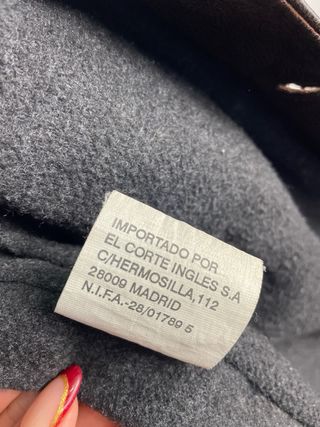 IMPORTADO POR
EL CORTE INGLES S.A
C/HERMOSILLA,112
28009 MADRID
N.I.F.A.-28/01789 5